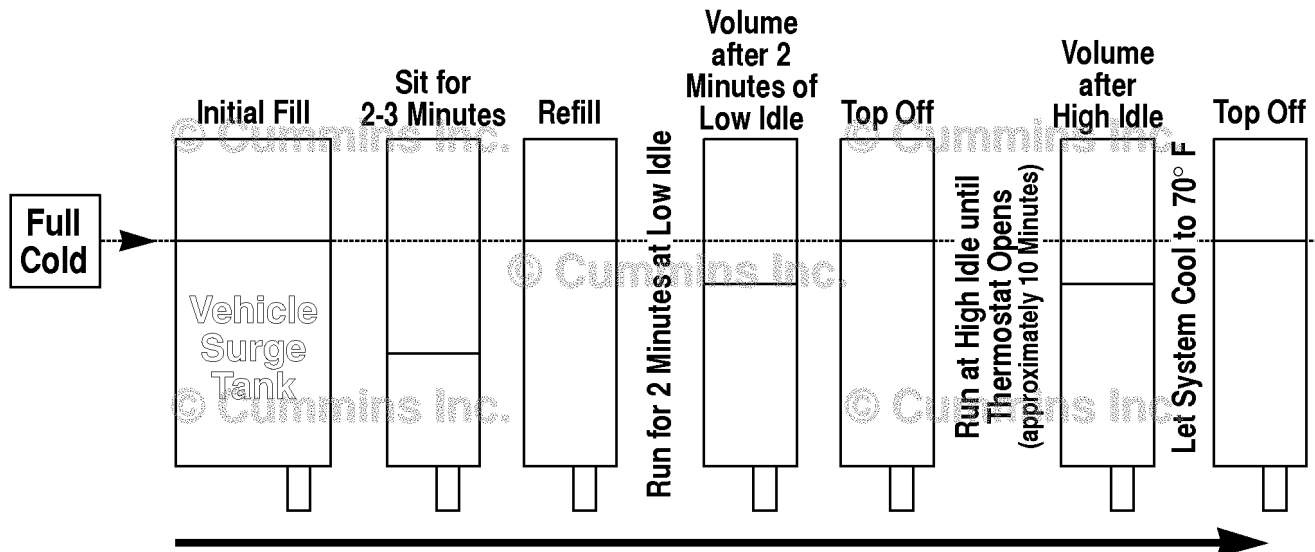 Full
Cold
Initial Fill
Vehicle
Surge
Tank
Sit for
2-3 Minutes
Refill
Run for 2 Minutes at Low Idle
Volume
after 2
Minutes of
Low Idle
Top Off
Run at High Idle until
Thermostat Opens
(approximately 10 Minutes)
Volume
after
High Idle
Let System Cool to 70° F
Top Off
© Cummins Inc.
© Cummins Inc.
© Cummins Inc.
© Cummins Inc.
© Cummins Inc.